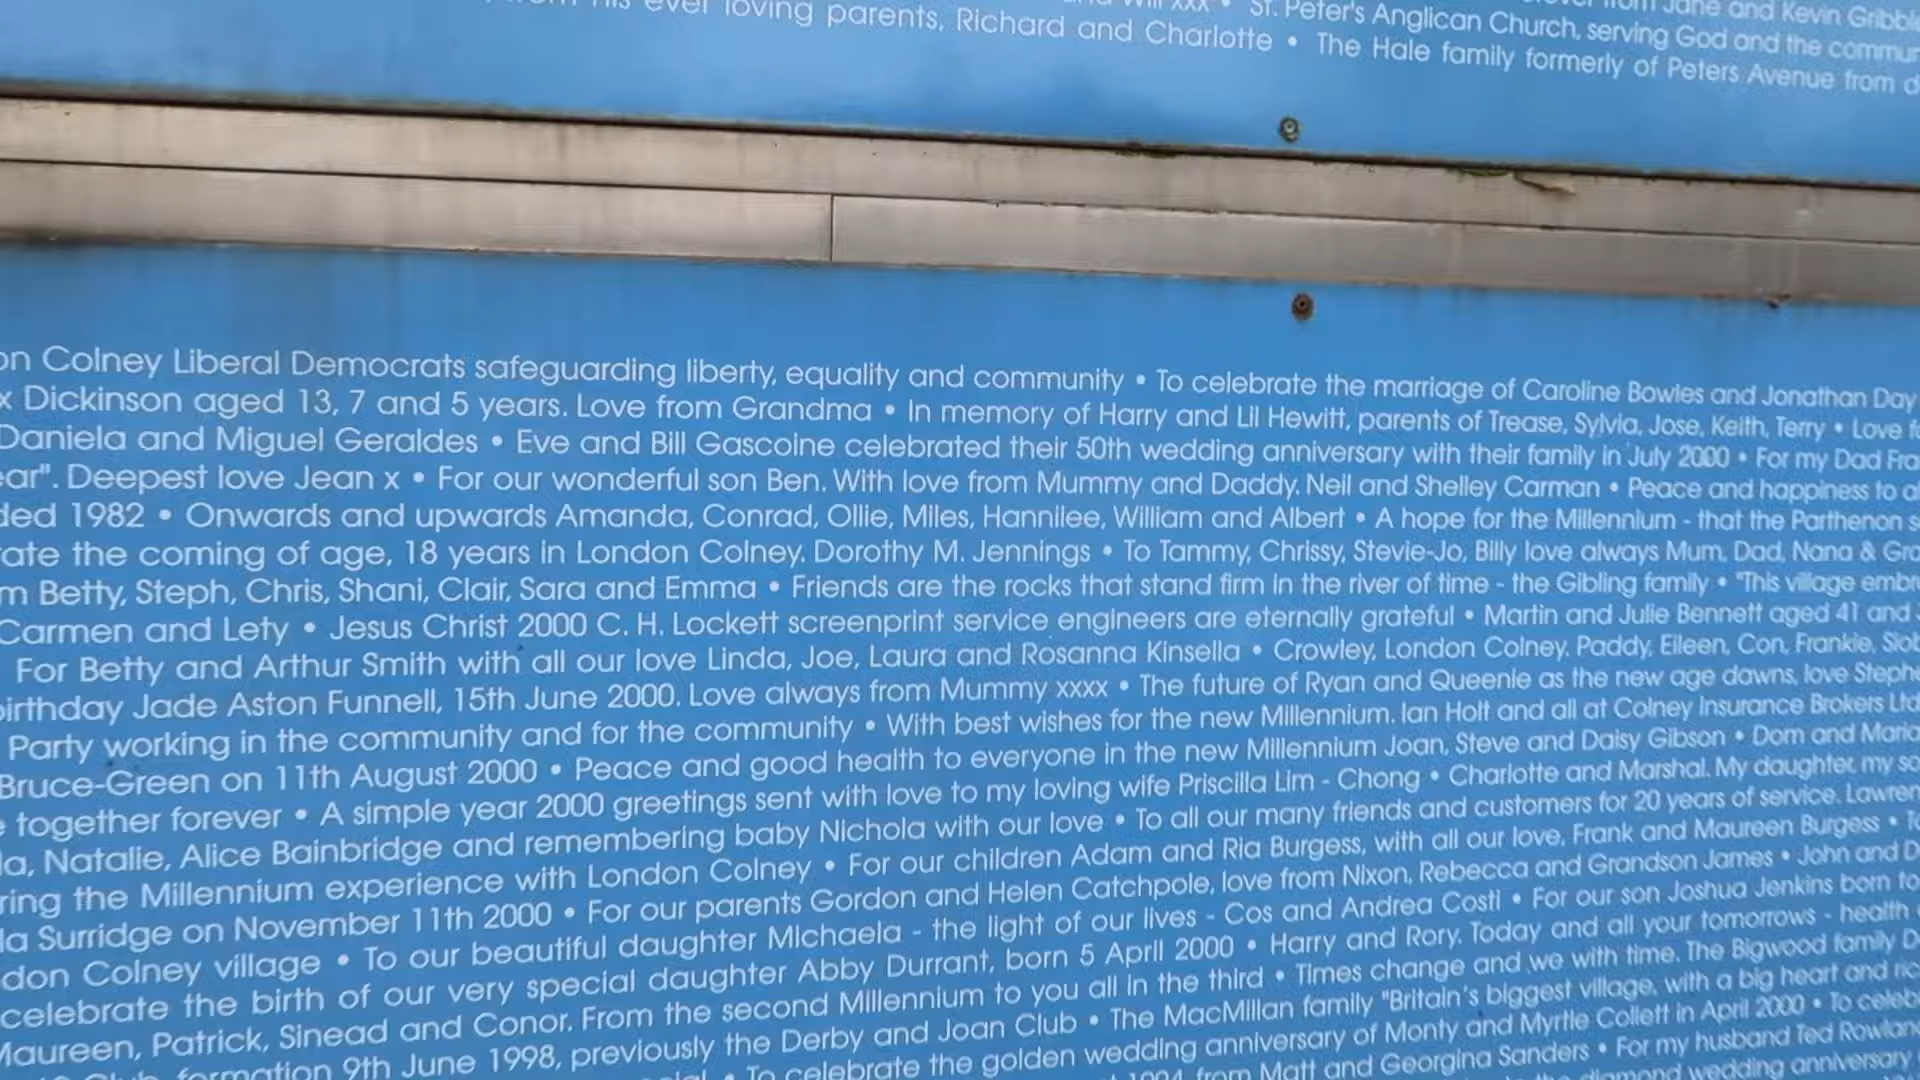 his ever loving parents, Richard and Charlotte • The Hale family formerly of Peters Avenue from
St. Peter's Anglican Church, serving God and the
from Jane and Kevin
on Colney Liberal Democrats safeguarding liberty, equality and community • To celebrate the marriage of Caroline Bowles and Jonathan Day
x Dickinson aged 13, 7 and 5 years. Love from Grandma • In memory of Harry and Lil Hewitt, parents of Trease, Sylvia, Jose, Keith, Terry • Love
Daniela and Miguel Geraldes • Eve and Bill Gascoine celebrated their 50th wedding anniversary with their family in July 2000 • For my Dad
ear". Deepest love Jean x • For our wonderful son Ben. With love from Mummy and Daddy. Neil and Shelley Carman • Peace and happiness to
ded 1982 • Onwards and upwards Amanda, Conrad, Ollie, Miles, Hannilee, William and Albert • A hope for the Millennium - that the Parthenon
ate the coming of age, 18 years in London Colney. Dorothy M. Jennings • To Tammy, Chrissy, Stevie-Jo, Billy love always Mum, Dad, Nana &
m Betty, Steph, Chris, Shani, Clair, Sara and Emma • Friends are the rocks that stand firm in the river of time - the Gibling family • "This village
Carmen and Lety • Jesus Christ 2000 C. H. Lockett screenprint service engineers are eternally grateful • Martin and Julie Bennett aged 41 and
For Betty and Arthur Smith with all our love Linda, Joe, Laura and Rosanna Kinsella • Crowley, London Colney, Paddy, Eileen, Con, Frankie,
birthday Jade Aston Funnell, 15th June 2000. Love always from Mummy xxxx • The future of Ryan and Queenie as the new age dawns, love
Party working in the community and for the community • With best wishes for the new Millennium. Ian Holt and all at Colney Insurance Brokers Ltd
Bruce-Green on 11th August 2000 • Peace and good health to everyone in the new Millennium Joan, Steve and Daisy Gibson • Dom and
together forever • A simple year 2000 greetings sent with love to my loving wife Priscilla Lim - Chong • Charlotte and Marshal. My daughter, my
la, Natalie, Alice Bainbridge and remembering baby Nichola with our love • To all our many friends and customers for 20 years of service.
ring the Millennium experience with London Colney • For our children Adam and Ria Burgess, with all our love, Frank and Maureen Burgess •
la Surridge on November 11th 2000 • For our parents Gordon and Helen Catchpole, love from Nixon, Rebecca and Grandson James • John and
don Colney village • To our beautiful daughter Michaela - the light of our lives - Cos and Andrea Costi • For our son Joshua Jenkins born
celebrate the birth of our very special daughter Abby Durrant, born 5 April 2000 • Harry and Rory. Today and all your tomorrows - health
Maureen, Patrick, Sinead and Conor. From the second Millennium to you all in the third • Times change and we with time. The Bigwood family
formation 9th June 1998, previously the Derby and Joan Club • The MacMillan family "Britain's biggest village, with a big heart and
• To celebrate the golden wedding anniversary of Monty and Myrtle Collett in April 2000 • To
from Matt and Georgina Sanders • For my husband Ted
diamond wedding anniversary